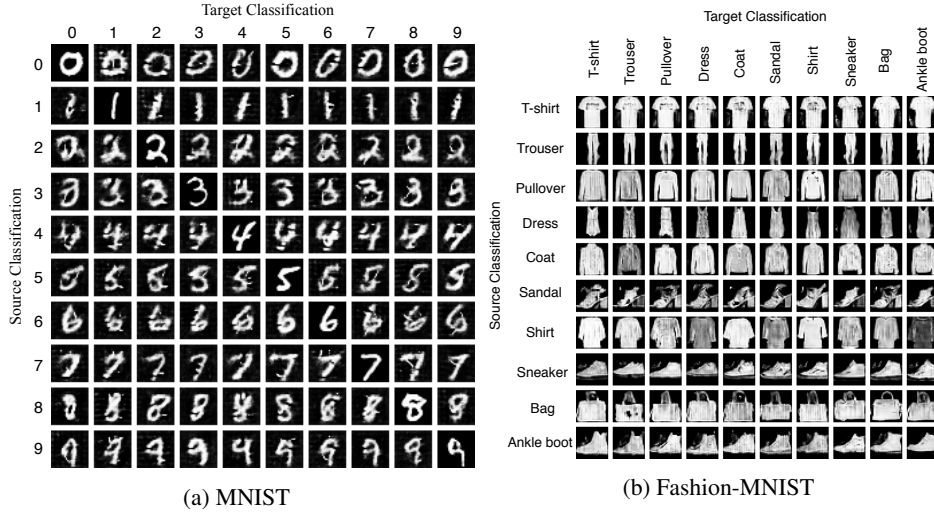 Target Classification
0 1 2 3 4 5 6 7 8 9
Source Classification
0
1
2
3
4
5
6
7
8
9
(a) MNIST
Target Classification
T-shirt Trouser Pullover Dress Coat Sandal Shirt Sneaker Bag Ankle boot
Source Classification
T-shirt
Trouser
Pullover
Dress
Coat
Sandal
Shirt
Sneaker
Bag
Ankle boot
(b) Fashion-MNIST